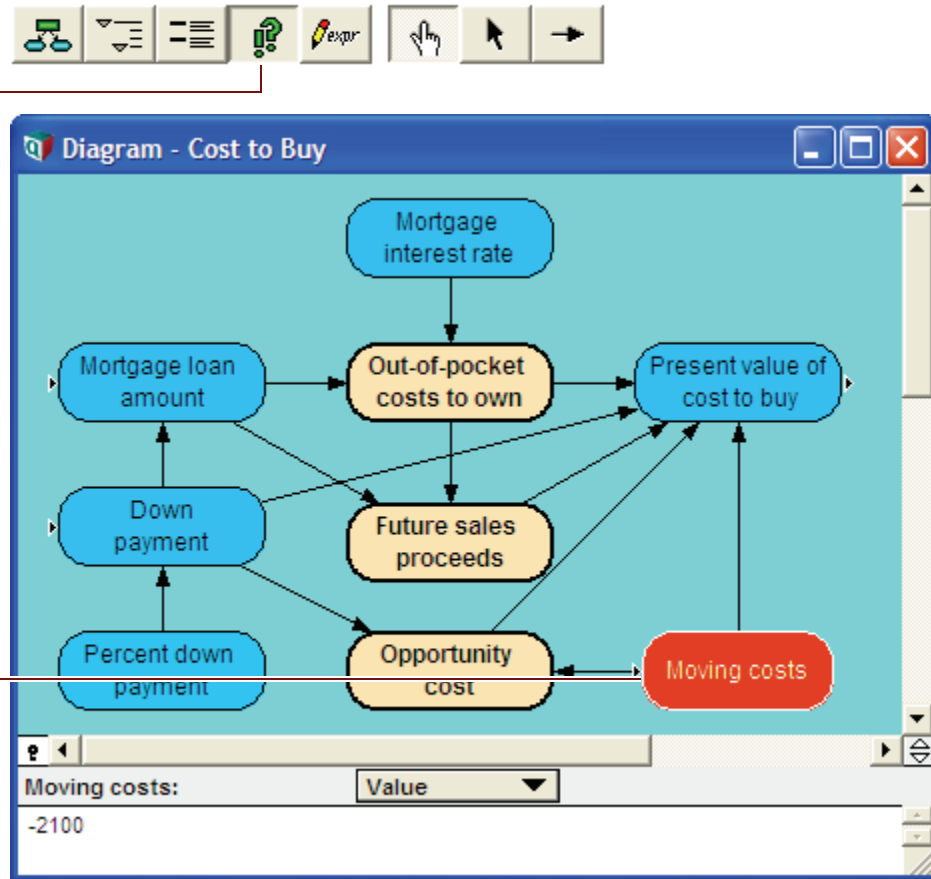 expr
Diagram - Cost to Buy
Mortgage
interest rate
Mortgage loan
amount
Out-of-pocket
costs to own
Present value of
cost to buy
Down
payment
Future sales
proceeds
Percent down
payment
Opportunity
cost
Moving costs
Moving costs:
Value
-2100